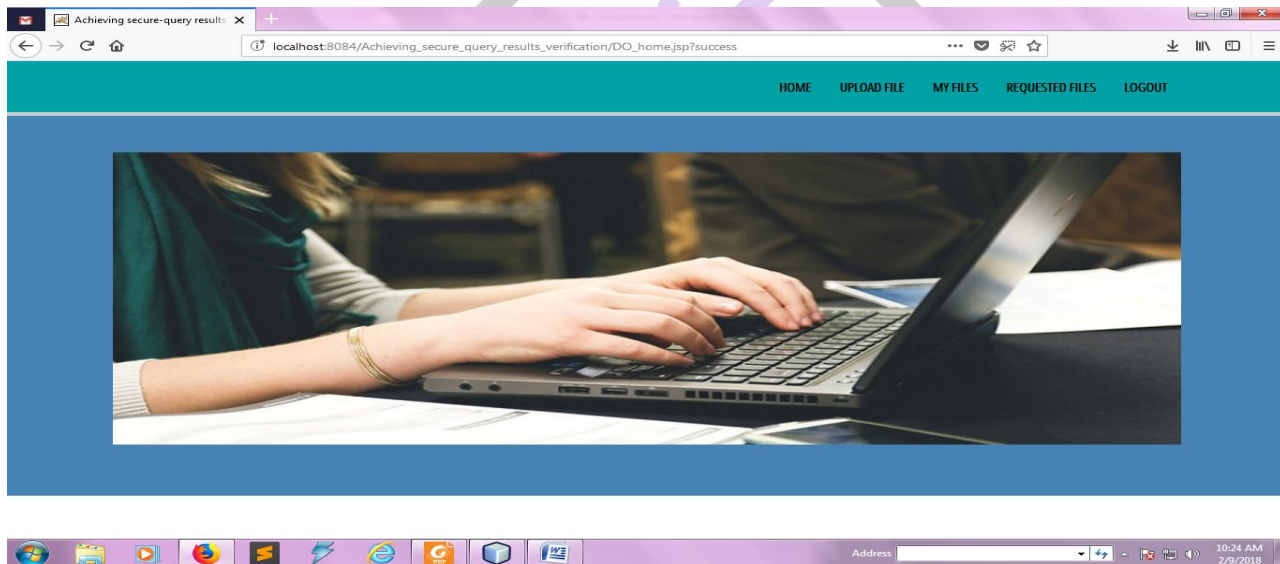 Achieving secure-query results
localhost:8084/Achieving_secure_query_results_verification/DO_home.jsp?success
HOME UPLOAD FILE MY FILES REQUESTED FILES LOGOUT
Address
10:24 AM
2/9/2018